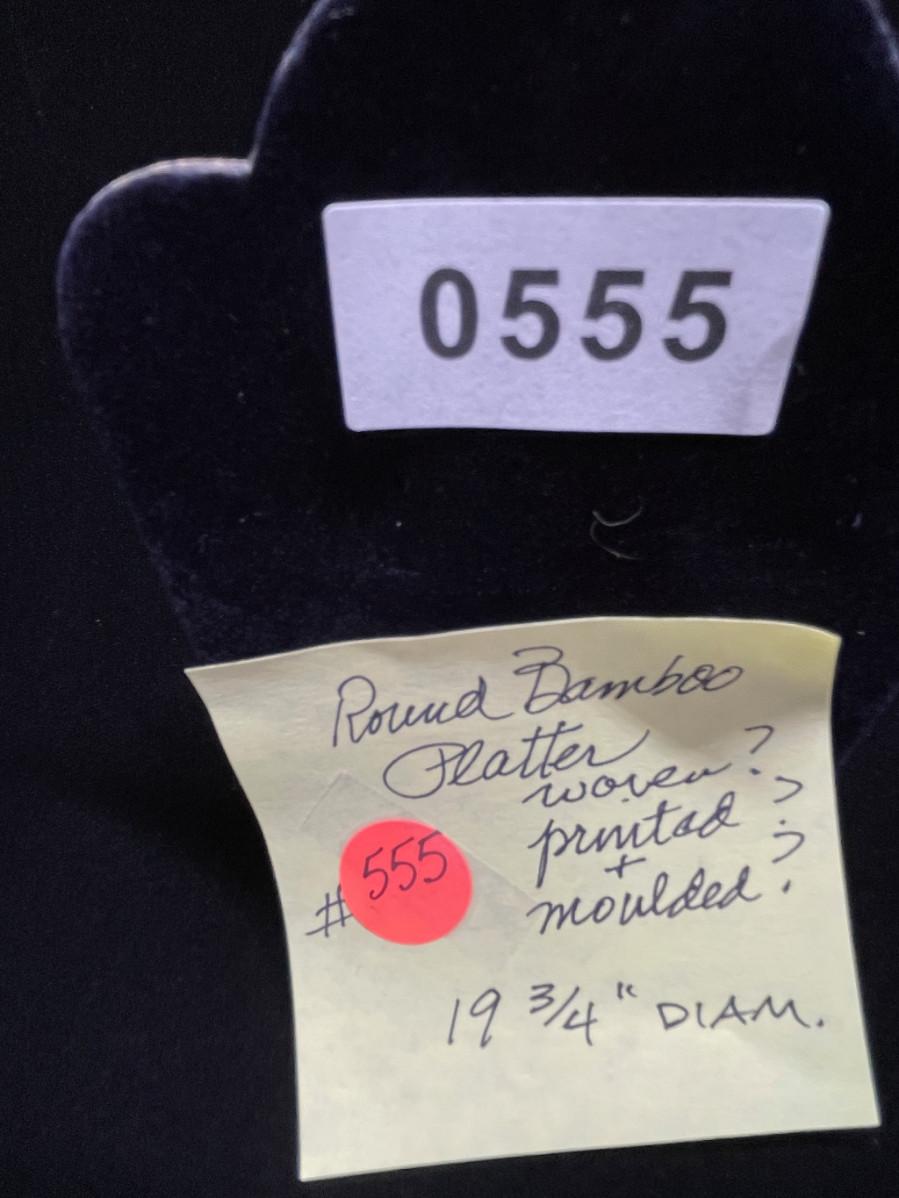 0555
Round Bamboo
Platter
woven?
printed?
+
moulded?
#555
19 3/4" DIAM.